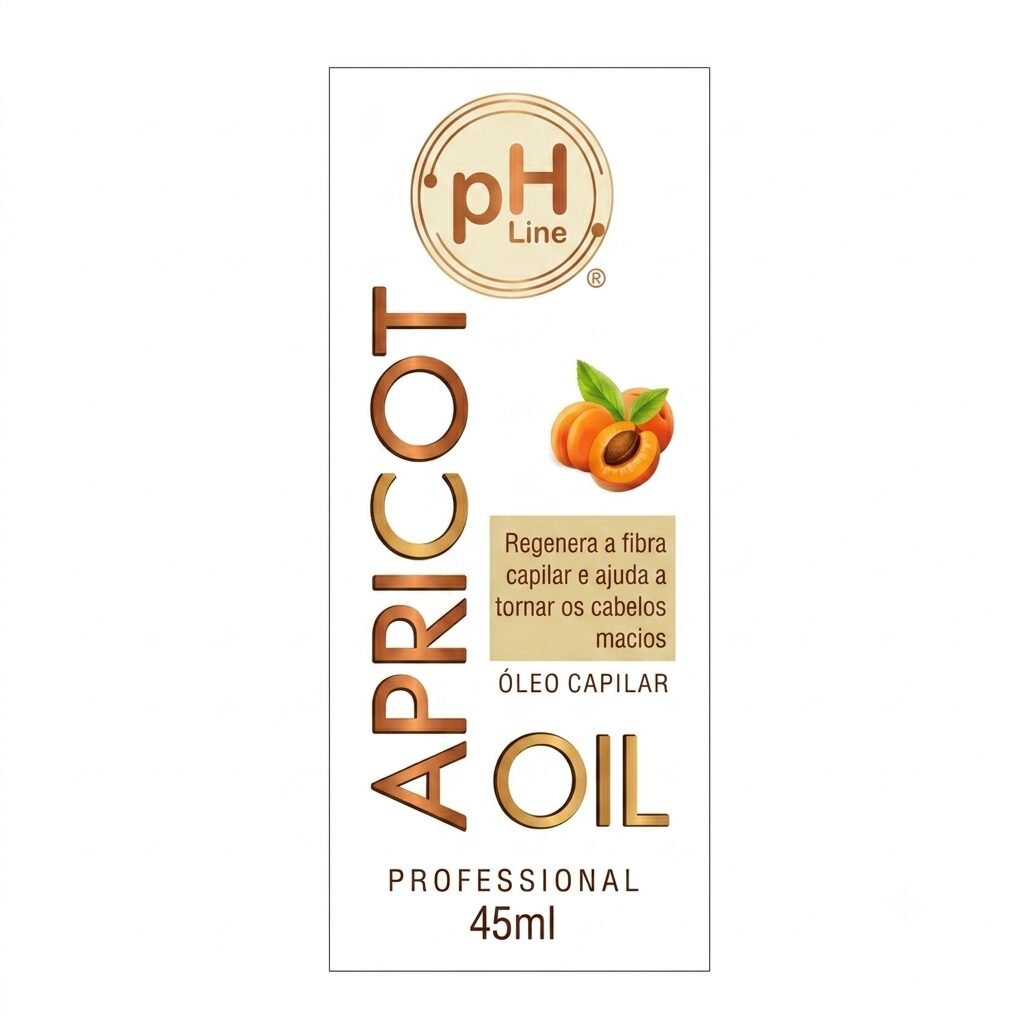 pH
Line
®
APRICOT
Regenera a fibra
capilar e ajuda a
tornar os cabelos
macios
ÓLEO CAPILAR
OIL
PROFESSIONAL
45ml